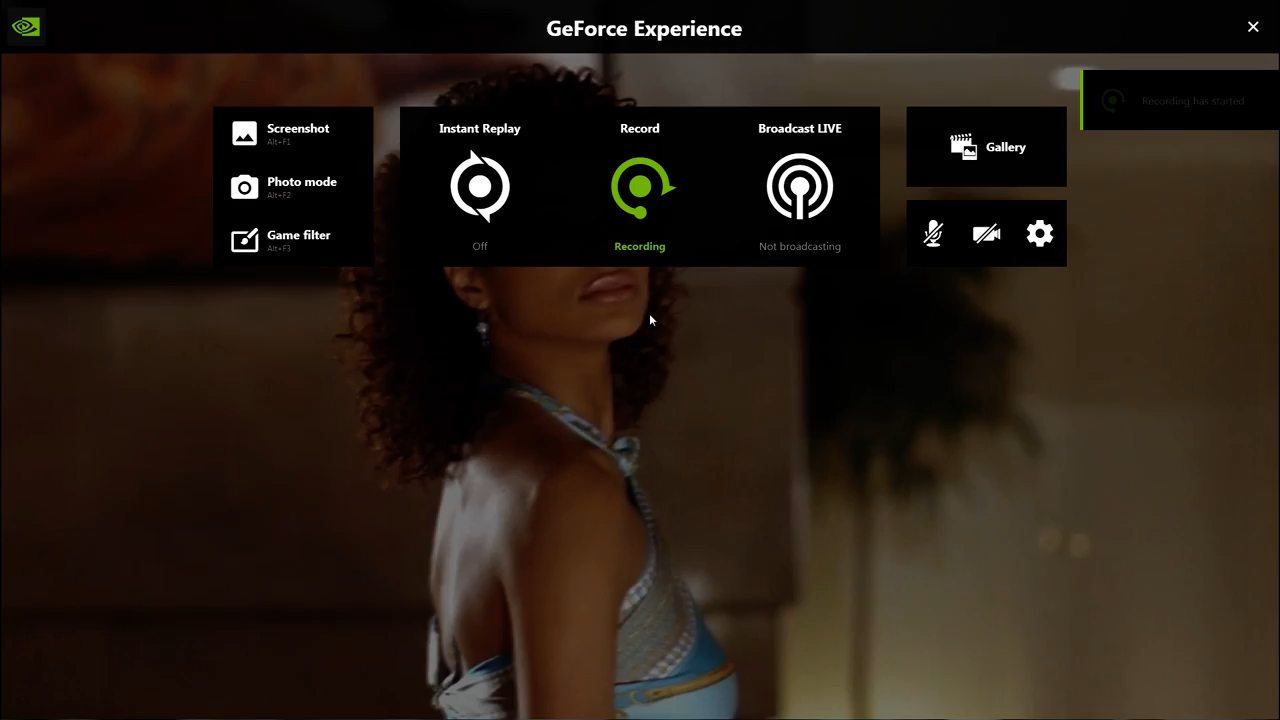 GeForce Experience
Recording has started
Screenshot
Alt+F1
Photo mode
Alt+F2
Game filter
Alt+F3
Instant Replay
Off
Record
Recording
Broadcast LIVE
Not broadcasting
Gallery